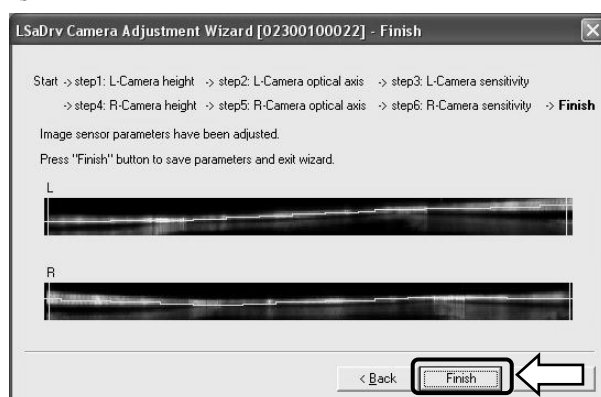 LSaDrv Camera Adjustment Wizard [02300100022] - Finish
Start -> step1: L-Camera height -> step2: L-Camera optical axis -> step3: L-Camera sensitivity
-> step4: R-Camera height -> step5: R-Camera optical axis -> step6: R-Camera sensitivity -> Finish
Image sensor parameters have been adjusted.
Press "Finish" button to save parameters and exit wizard.
L
R
< Back Finish